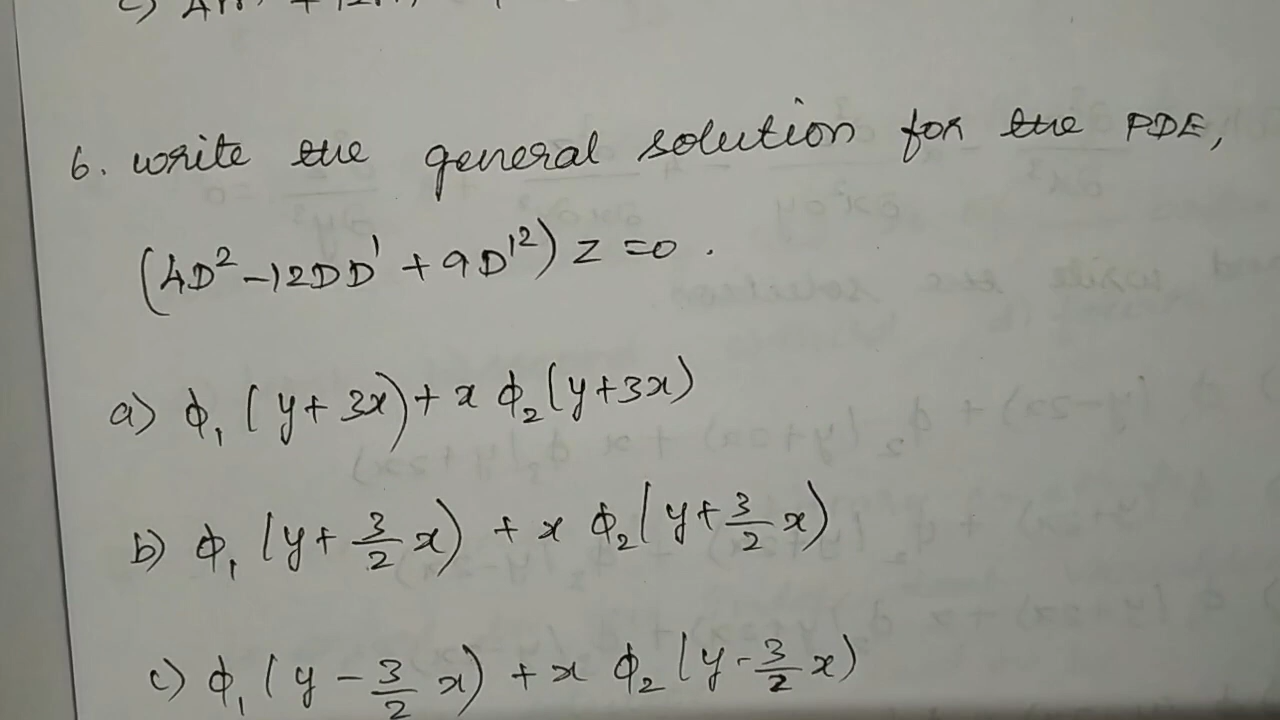 6. write the general solution for the PDE,
(4D² - 12DD' + 9D'²) z = 0.
a) ϕ₁ (y + 3x) + x ϕ₂ (y + 3x)
b) ϕ₁ (y + 3/2 x) + x ϕ₂ (y + 3/2 x)
c) ϕ₁ (y - 3/2 x) + x ϕ₂ (y - 3/2 x)